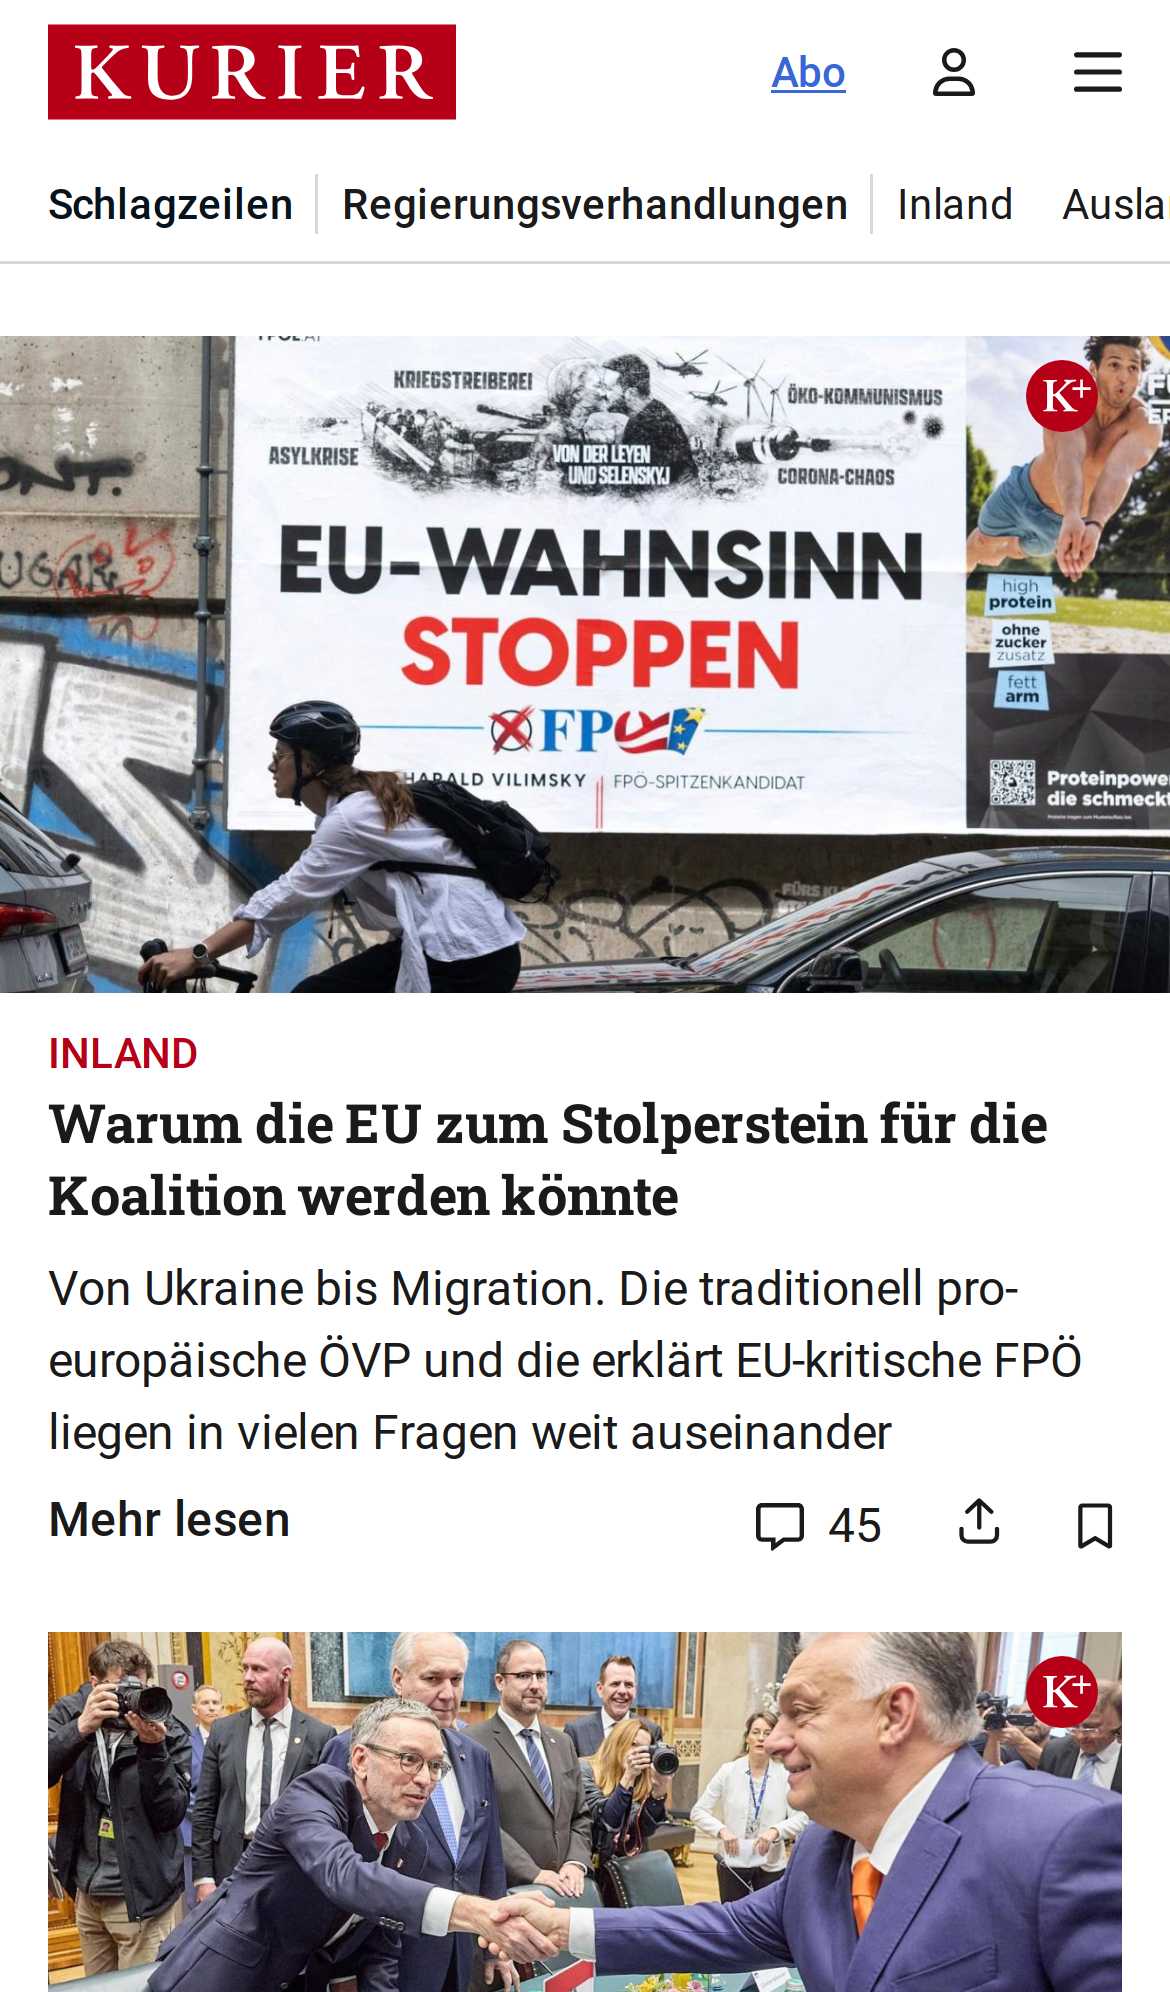 KURIER
Abo
Schlagzeilen
Regierungsverhandlungen
Inland
KRIEGSTREIBEREI
ÖKO-KOMMUNISMUS
ASYLKRISE
VON DER LEYEN
UND SELENSKYJ
CORONA-CHAOS
EU-WAHNSINN
STOPPEN
FPÖ
HARALD VILIMSKY | FPÖ-SPITZENKANDIDAT
K+
high
protein
ohne
zucker
zusatz
fett
arm
die schmeckt
INLAND
Warum die EU zum Stolperstein für die
Koalition werden könnte
Von Ukraine bis Migration. Die traditionell pro-
europäische ÖVP und die erklärt EU-kritische FPÖ
liegen in vielen Fragen weit auseinander
Mehr lesen
45
K+